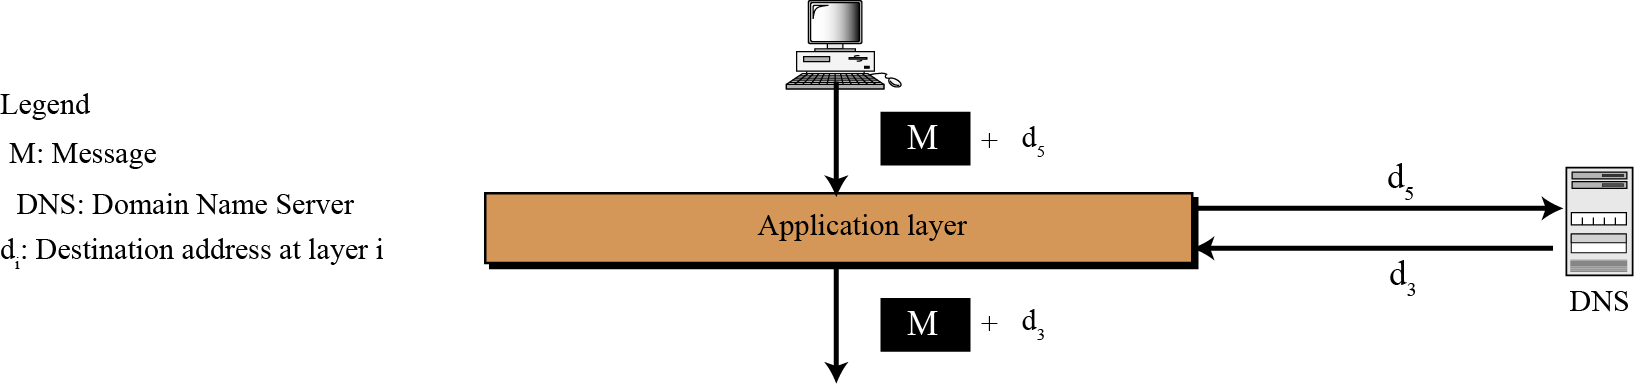 Legend
M: Message
DNS: Domain Name Server
di: Destination address at layer i
M + d5
Application layer
d5
d3
DNS
M + d3